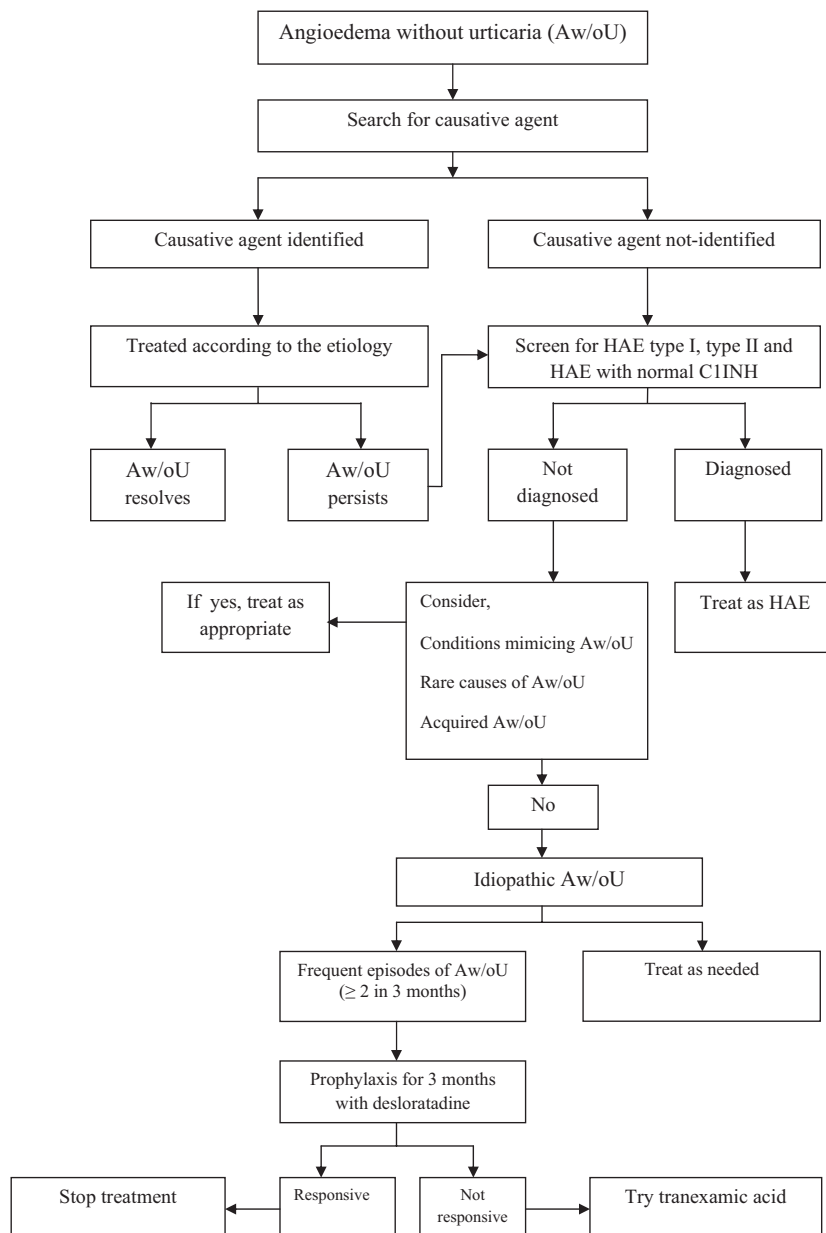 Angioedema without urticaria (Aw/oU)
Search for causative agent
Causative agent identified
Causative agent not-identified
Treated according to the etiology
Screen for HAE type I, type II and
HAE with normal C1INH
Aw/oU
resolves
Aw/oU
persists
Not
diagnosed
Diagnosed
If yes, treat as
appropriate
Consider,
Conditions mimicing Aw/oU
Rare causes of Aw/oU
Acquired Aw/oU
Treat as HAE
No
Idiopathic Aw/oU
Frequent episodes of Aw/oU
(≥ 2 in 3 months)
Treat as needed
Prophylaxis for 3 months
with desloratadine
Stop treatment
Responsive
Not
responsive
Try tranexamic acid